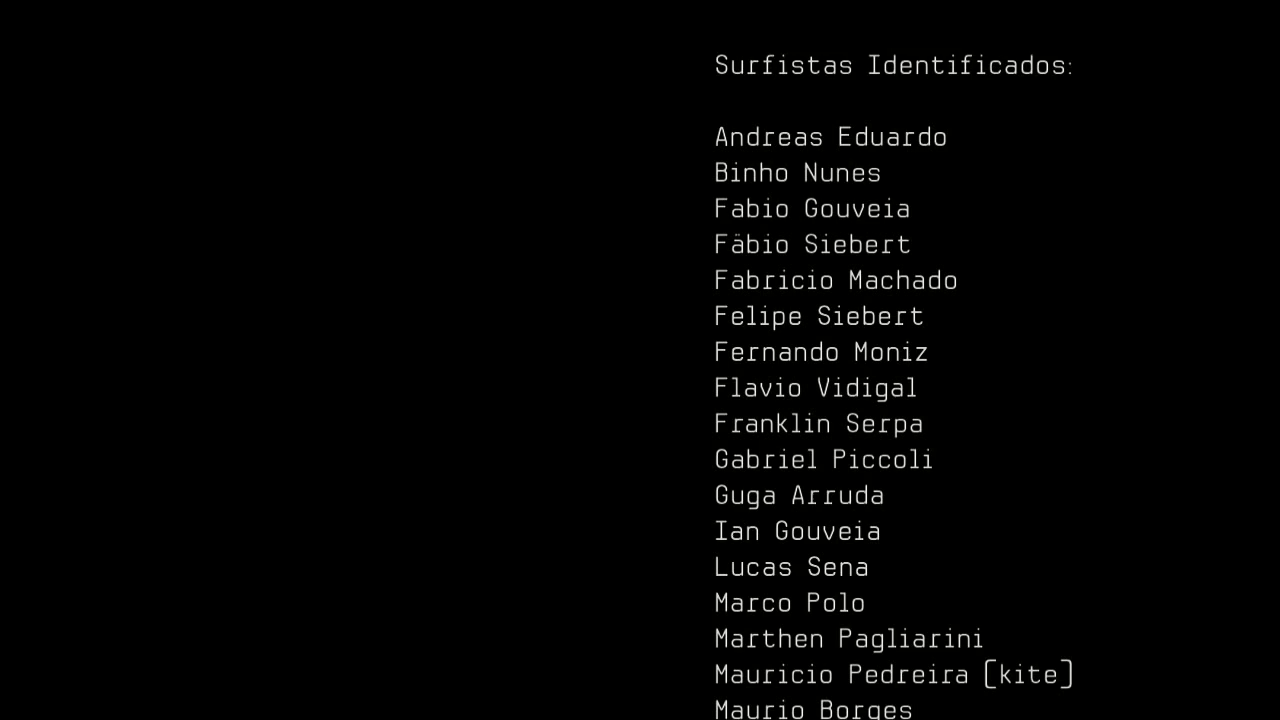 Surfistas Identificados:
Andreas Eduardo
Binho Nunes
Fabio Gouveia
Fäbio Siebert
Fabricio Machado
Felipe Siebert
Fernando Moniz
Flavio Vidigal
Franklin Serpa
Gabriel Piccoli
Guga Arruda
Ian Gouveia
Lucas Sena
Marco Polo
Marthen Pagliarini
Mauricio Pedreira [kite]
Maurio Borges